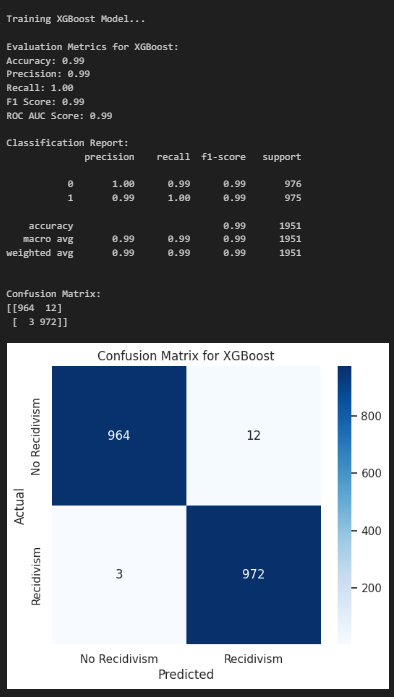 Training XGBoost Model...
Evaluation Metrics for XGBoost:
Accuracy: 0.99
Precision: 0.99
Recall: 1.00
F1 Score: 0.99
ROC AUC Score: 0.99
Classification Report:
precision recall f1-score support
0 1.00 0.99 0.99 976
1 0.99 1.00 0.99 975
accuracy 0.99 1951
macro avg 0.99 0.99 0.99 1951
weighted avg 0.99 0.99 0.99 1951
Confusion Matrix:
[[964 12]
[ 3 972]]
Confusion Matrix for XGBoost
No Recidivism
964
12
Recidivism
3
972
Actual
No Recidivism
Recidivism
Predicted
800
600
400
200